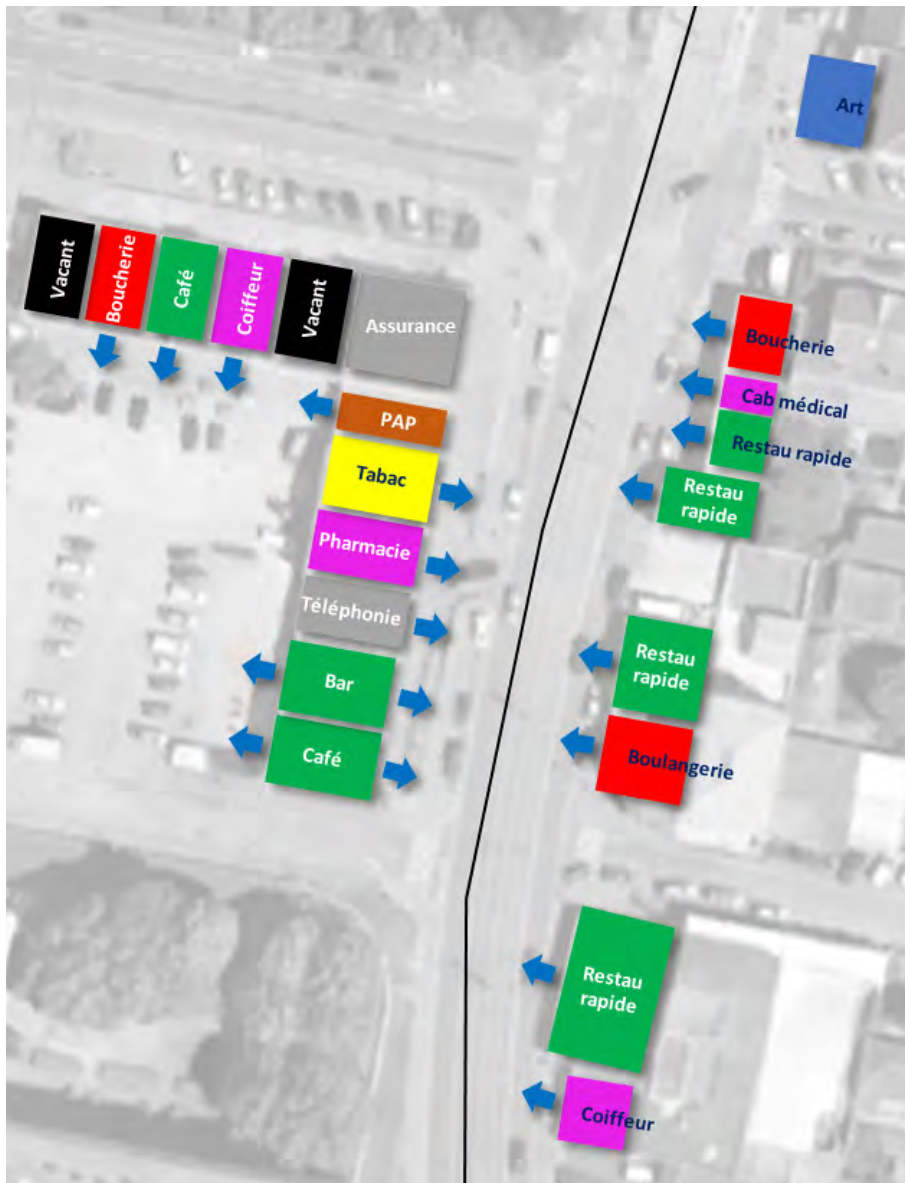 Art
Vacant
Boucherie
Café
Coiffeur
Vacant
Assurance
PAP
Tabac
Pharmacie
Téléphonie
Bar
Café
Boucherie
Cab médical
Restau rapide
Restau
rapide
Restau
rapide
Boulangerie
Restau
rapide
Coiffeur